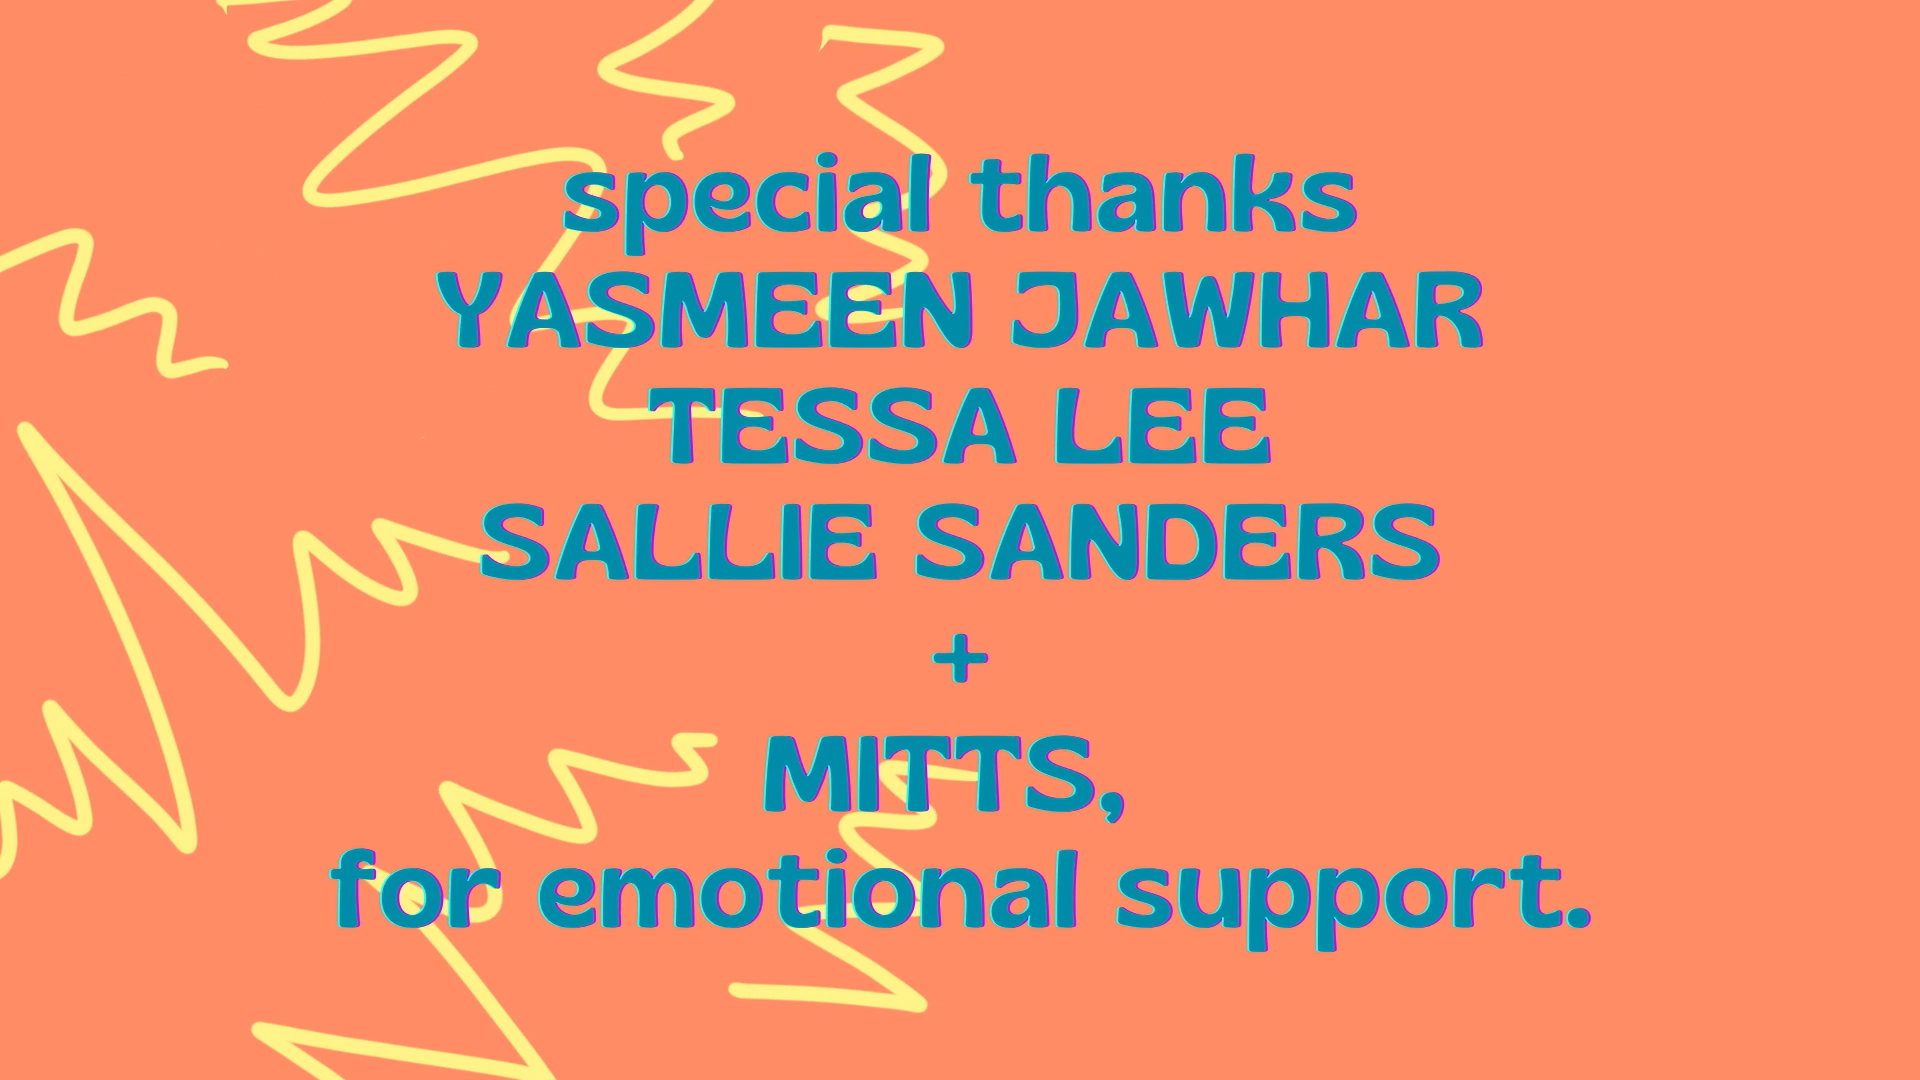 special thanks
YASMEEN JAWHAR
TESSA LEE
SALLIE SANDERS
+
MITTS,
for emotional support.